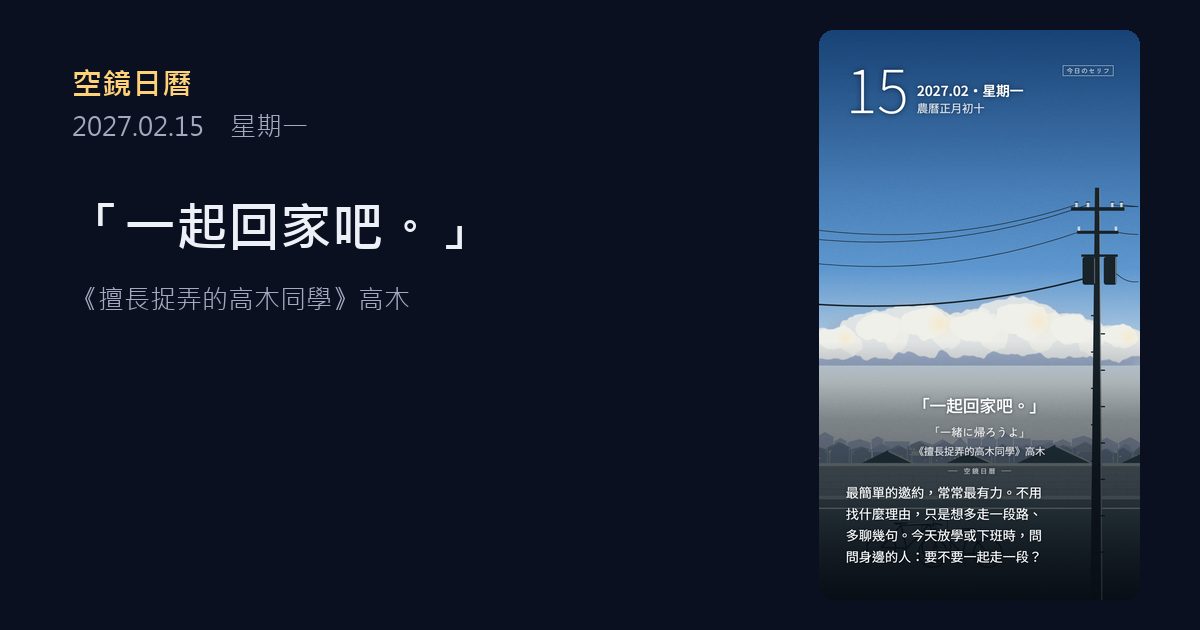 空鏡日曆
2027.02.15 星期一
「一起回家吧。」
《擅長捉弄的高木同學》高木
15
2027.02・星期一
農曆正月初十
今日のセリフ
「一起回家吧。」
「一緒に帰ろうよ」
《擅長捉弄的高木同學》高木
— 空鏡日曆 —
最簡單的邀約，常常最有力。不用
找什麼理由，只是想多走一段路、
多聊幾句。今天放學或下班時，問
問身邊的人：要不要一起走一段？